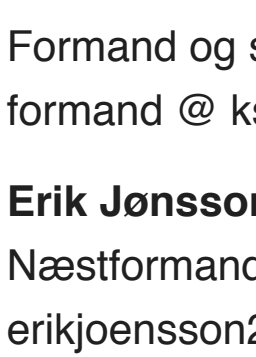 Formand og s
formand @ ks
Erik Jønsson
Næstformand
erikjoensson2